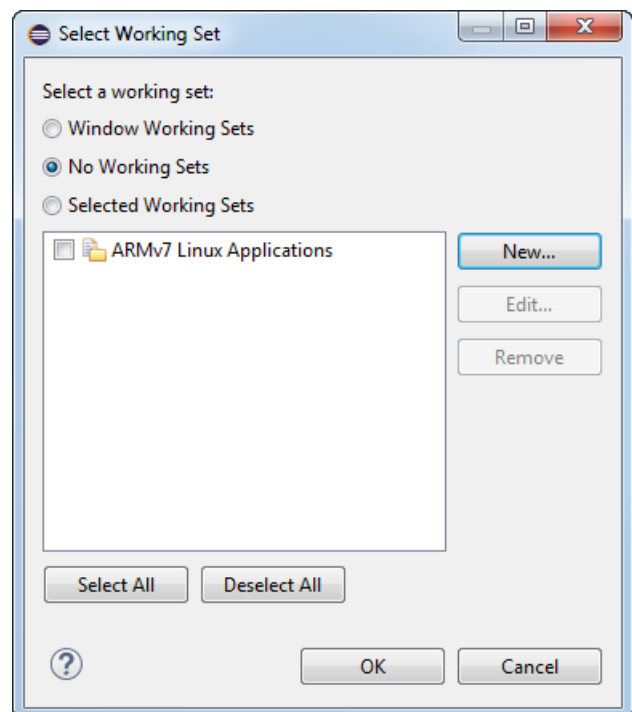 Select Working Set
Select a working set:
Window Working Sets
No Working Sets
Selected Working Sets
ARMv7 Linux Applications
New...
Edit...
Remove
Select All Deselect All
? OK Cancel